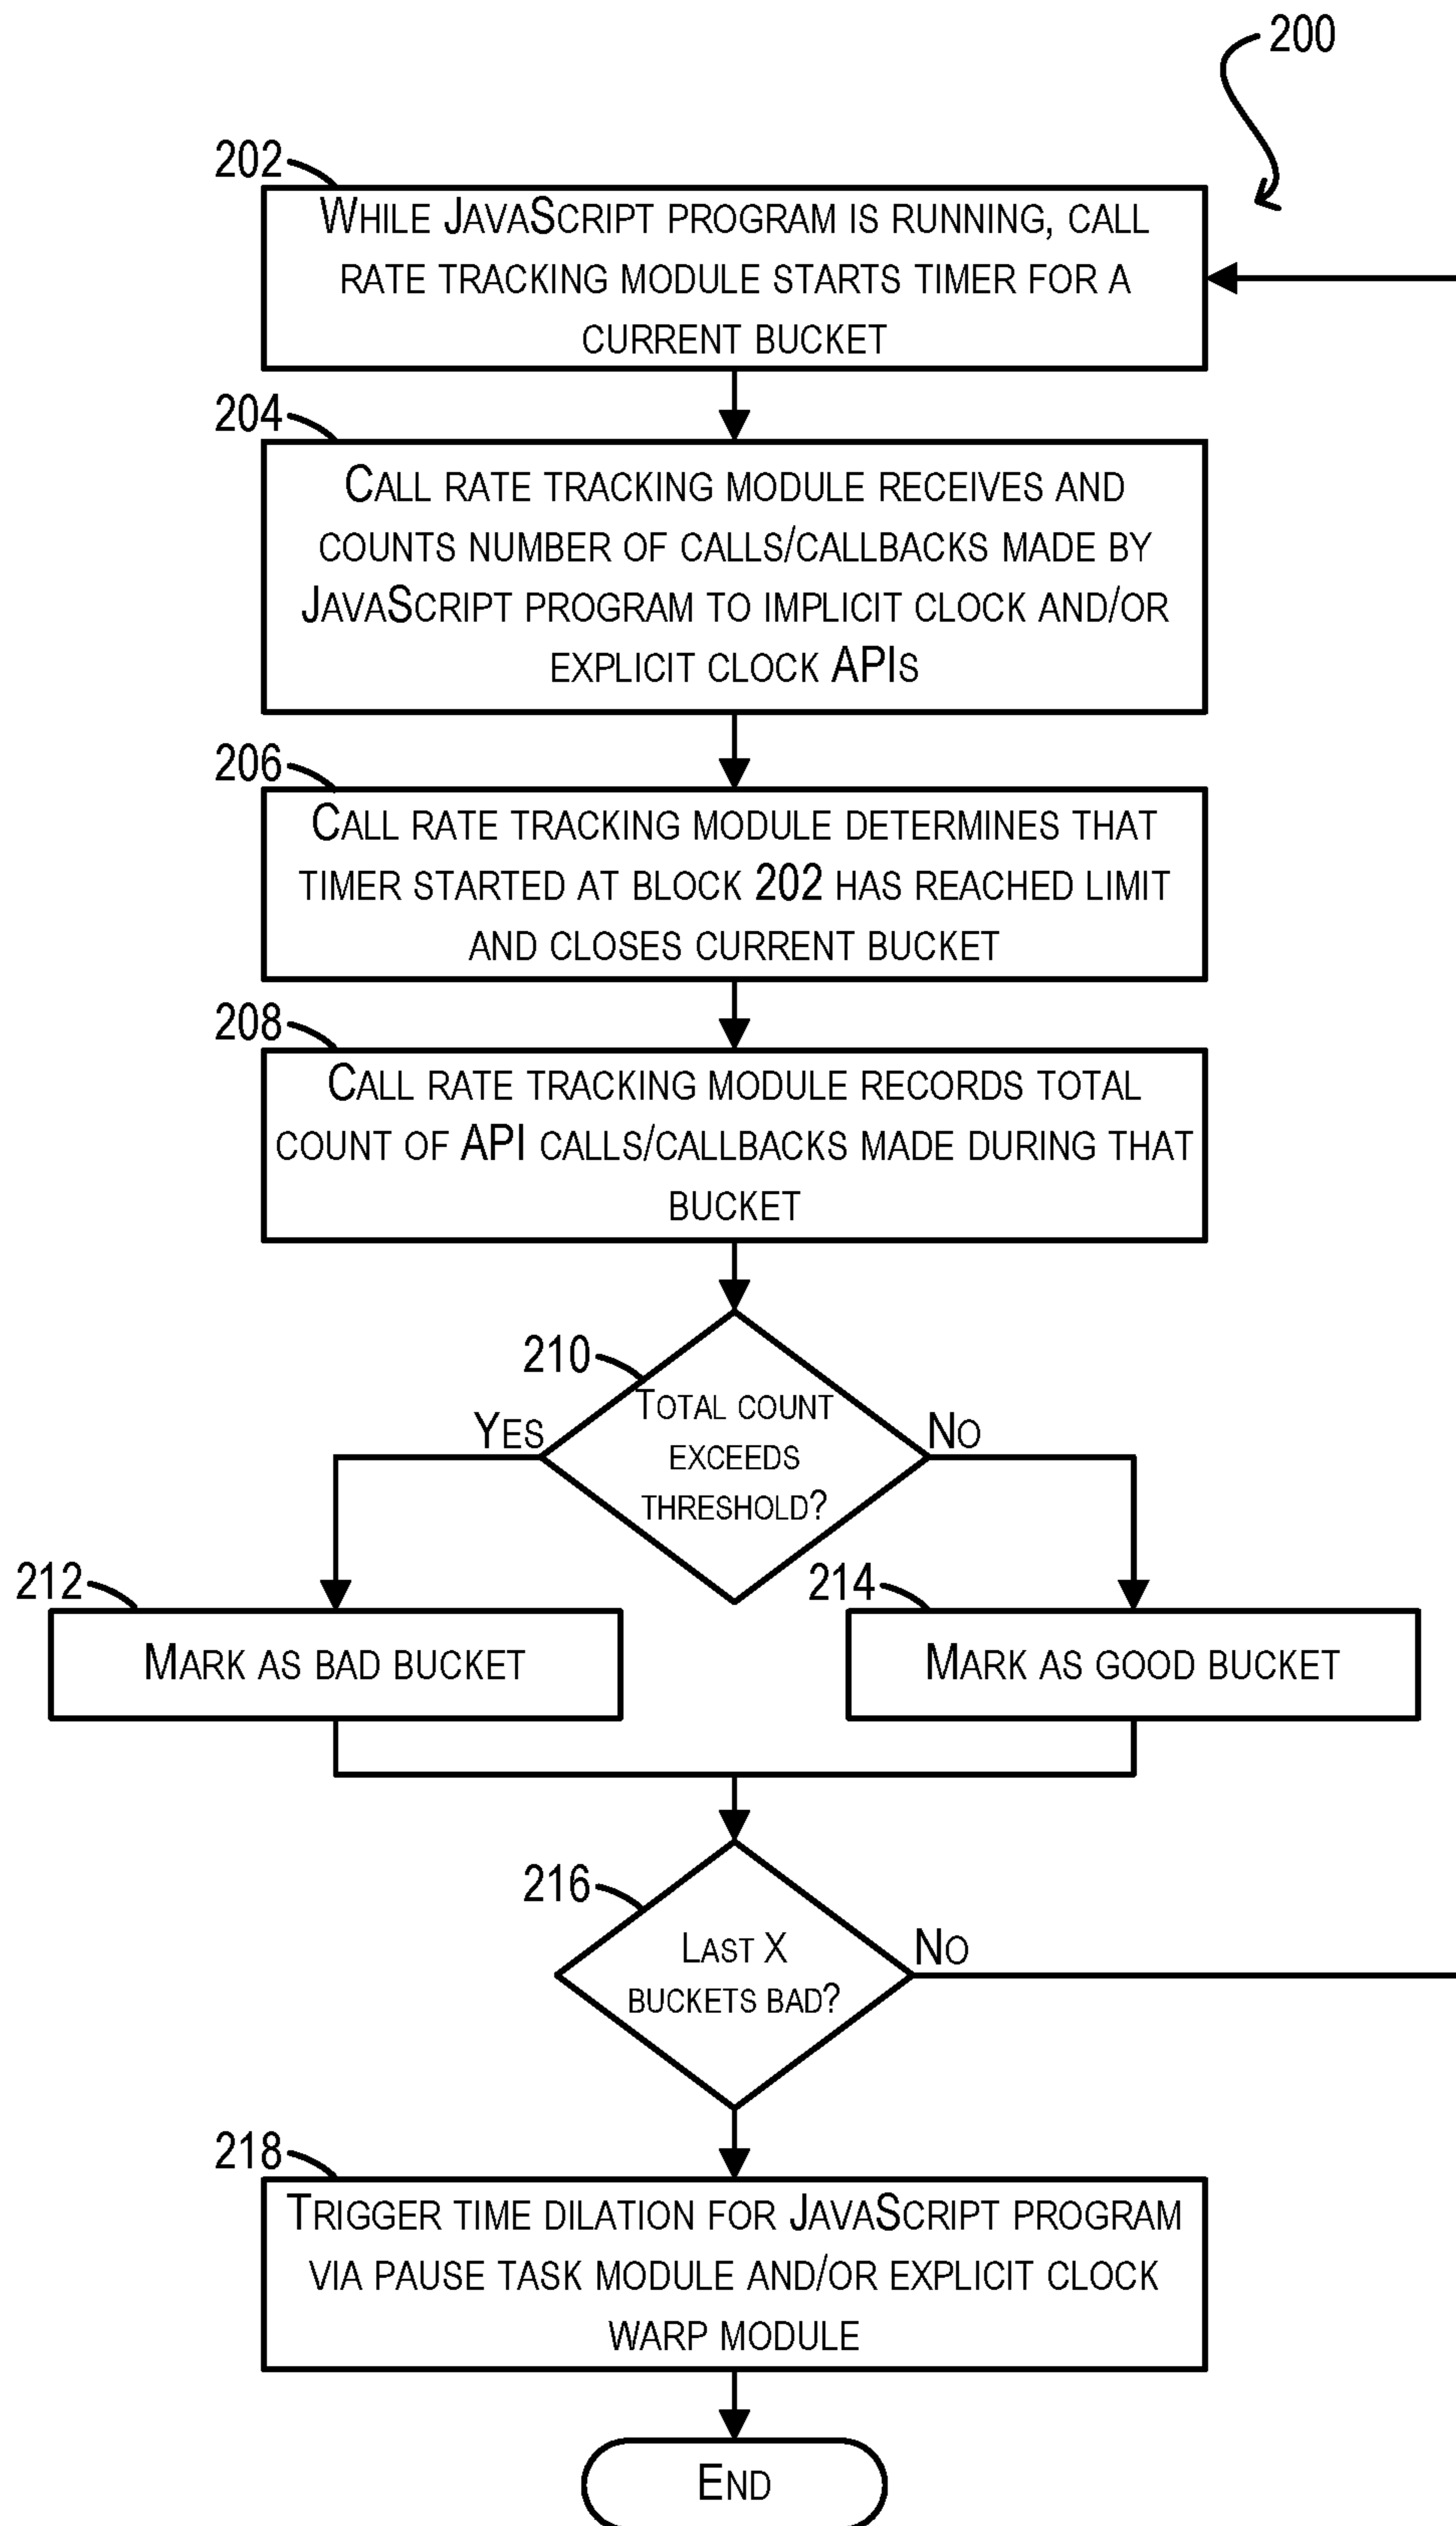 200
202
While JavaScript program is running, call
rate tracking module starts timer for a
current bucket
204
Call rate tracking module receives and
counts number of calls/callbacks made by
JavaScript program to implicit clock and/or
explicit clock APIs
206
Call rate tracking module determines that
timer started at block 202 has reached limit
and closes current bucket
208
Call rate tracking module records total
count of API calls/callbacks made during that
bucket
210
Total count
exceeds
threshold?
Yes
No
212
Mark as bad bucket
214
Mark as good bucket
216
Last X
buckets bad?
No
218
Trigger time dilation for JavaScript program
via pause task module and/or explicit clock
warp module
End